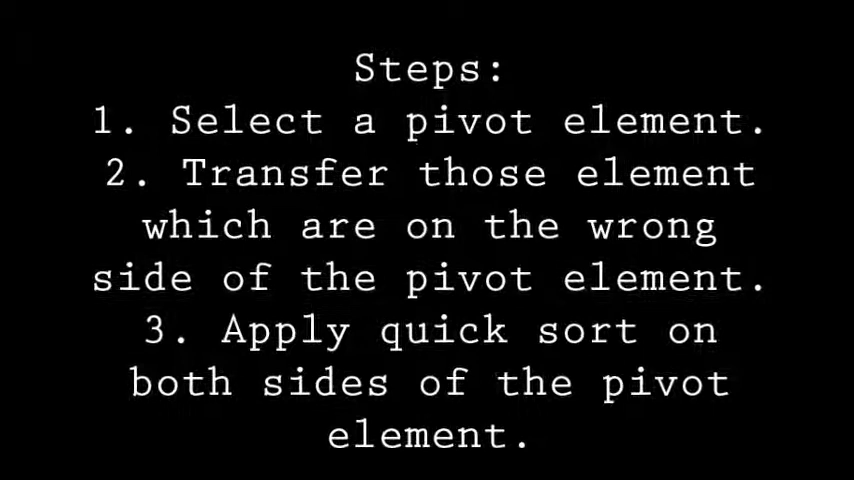 Steps:
1. Select a pivot element.
2. Transfer those element
which are on the wrong
side of the pivot element.
3. Apply quick sort on
both sides of the pivot
element.